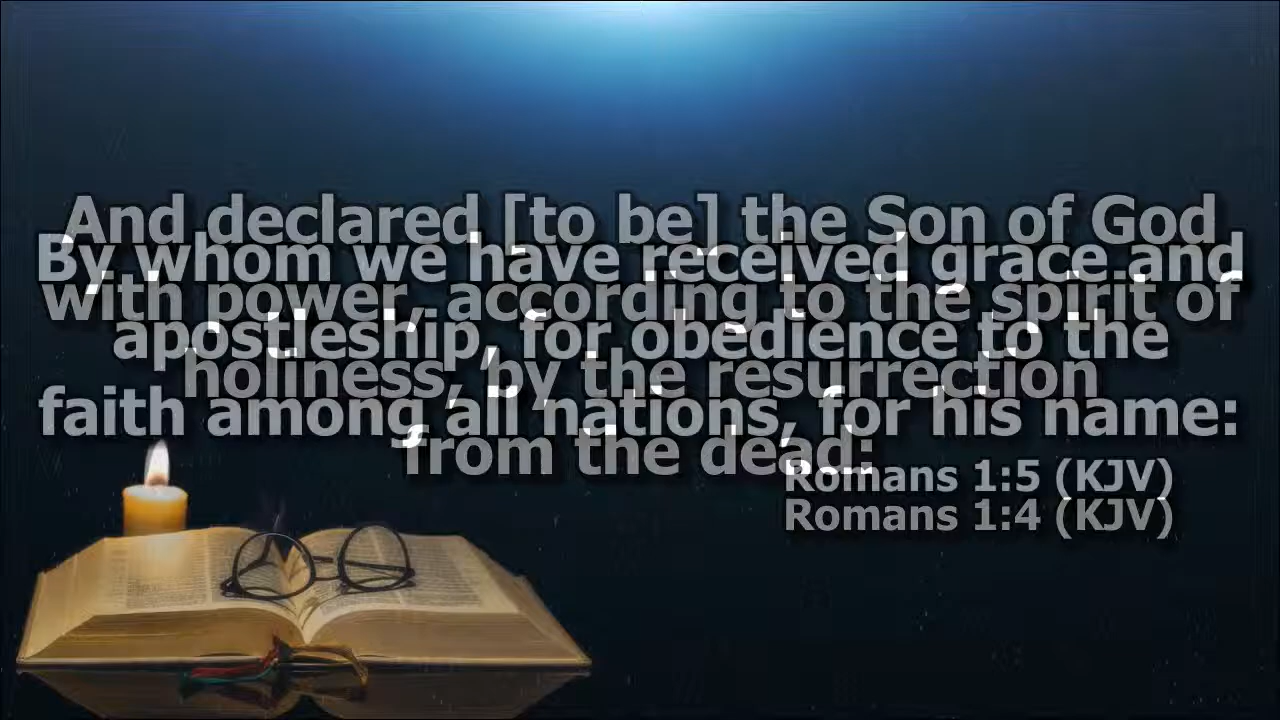 And declared [to be] the Son of God
with power, according to the spirit of
holiness, by the resurrection
from the dead:
Romans 1:4 (KJV)
By whom we have received grace and
apostleship, for obedience to the
faith among all nations, for his name:
Romans 1:5 (KJV)